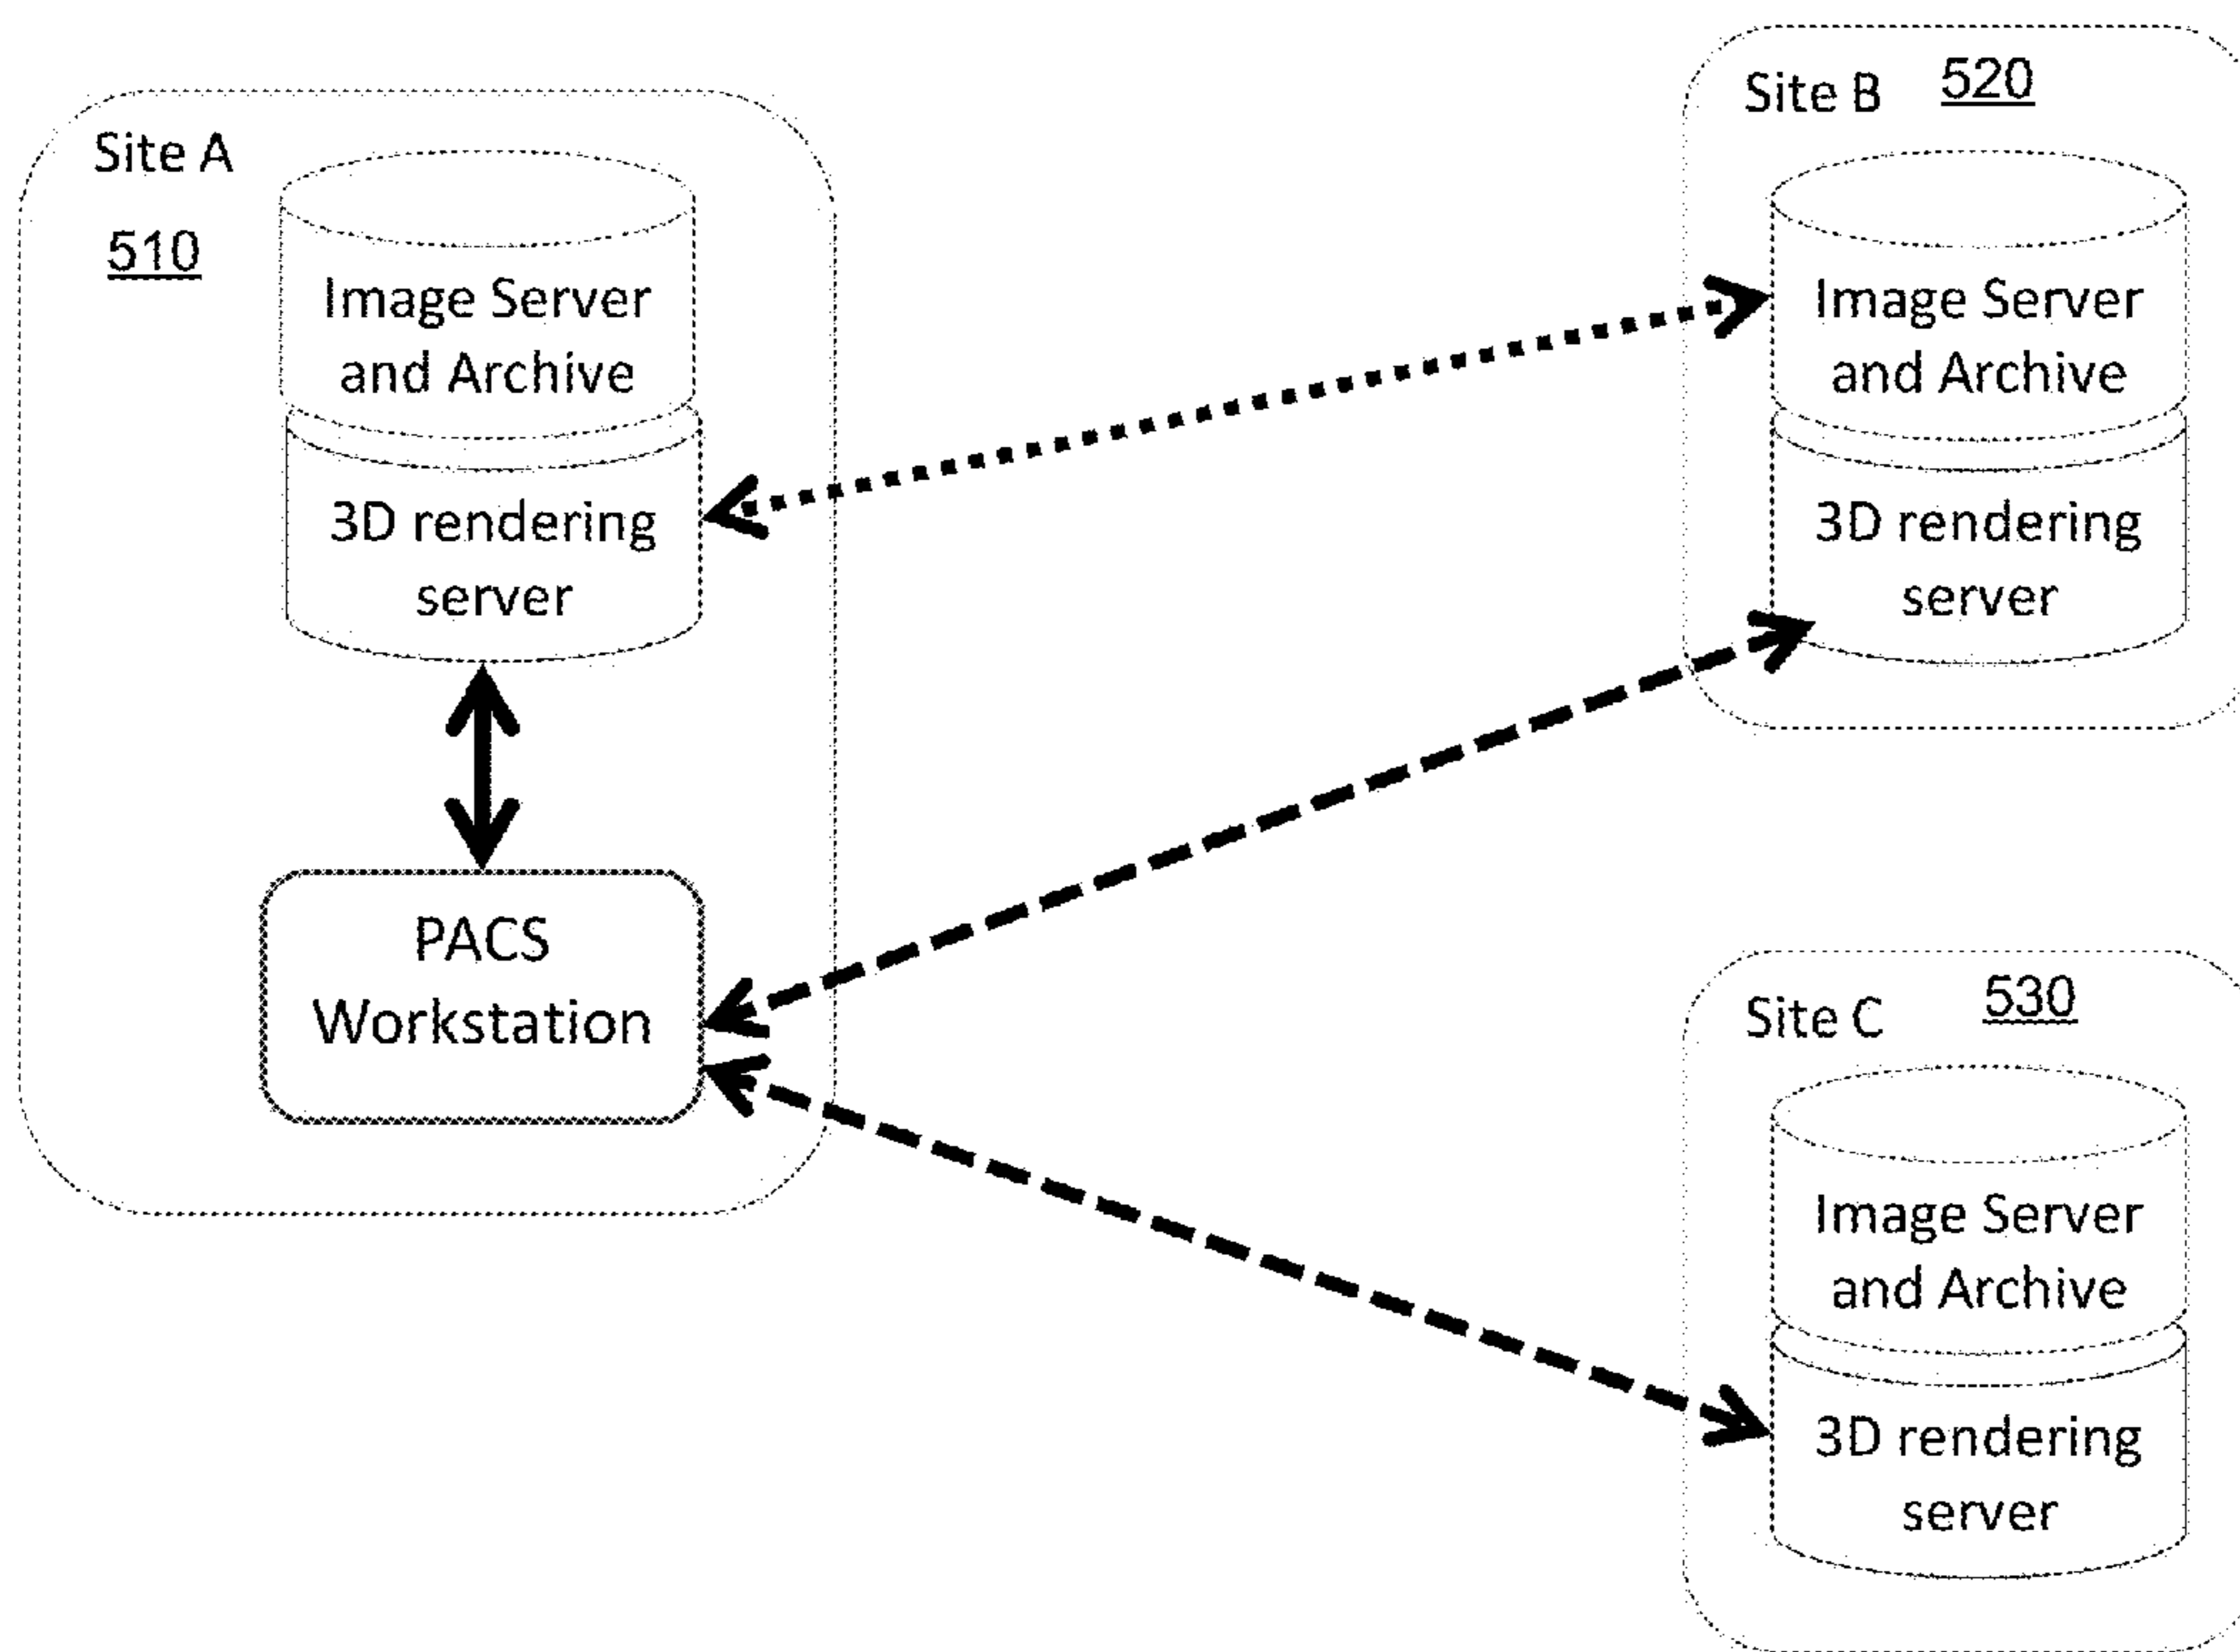 Site A
510
Image Server
and Archive
3D rendering
server
PACS
Workstation
Site B 520
Image Server
and Archive
3D rendering
server
Site C 530
Image Server
and Archive
3D rendering
server